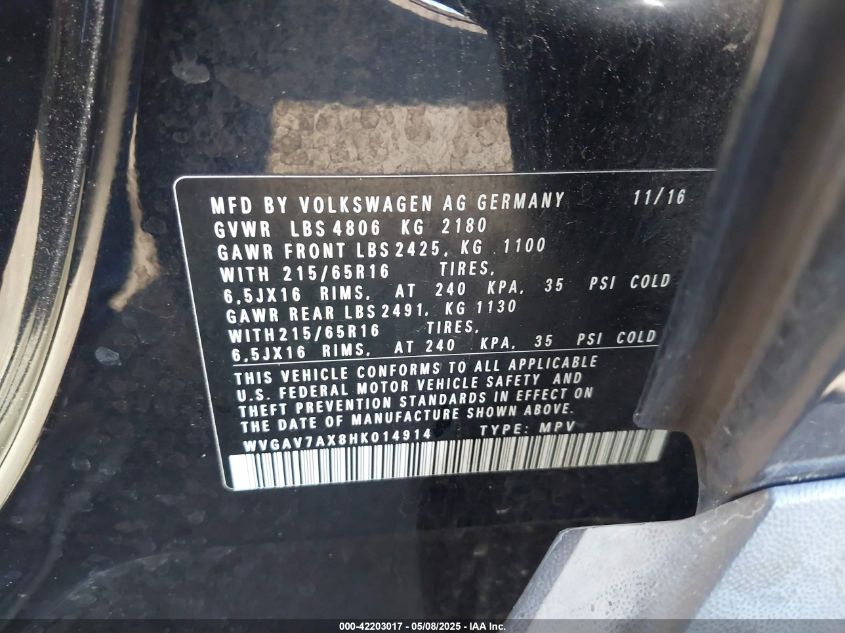 MFD BY VOLKSWAGEN AG GERMANY 11/16
GVWR LBS 4806 KG 2180
GAWR FRONT LBS 2425, KG 1100
WITH 215/65R16 TIRES,
6,5JX16 RIMS, AT 240 KPA, 35 PSI COLD
GAWR REAR LBS 2491, KG 1130
WITH215/65R16 TIRES,
6,5JX16 RIMS, AT 240 KPA, 35 PSI COLD
THIS VEHICLE CONFORMS TO ALL APPLICABLE
U.S. FEDERAL MOTOR VEHICLE SAFETY AND
THEFT PREVENTION STANDARDS IN EFFECT ON
THE DATE OF MANUFACTURE SHOWN ABOVE.
WVGAV7AX8HK014914 TYPE: MPV
000-42203017 - 05/08/2025 - IAA Inc.